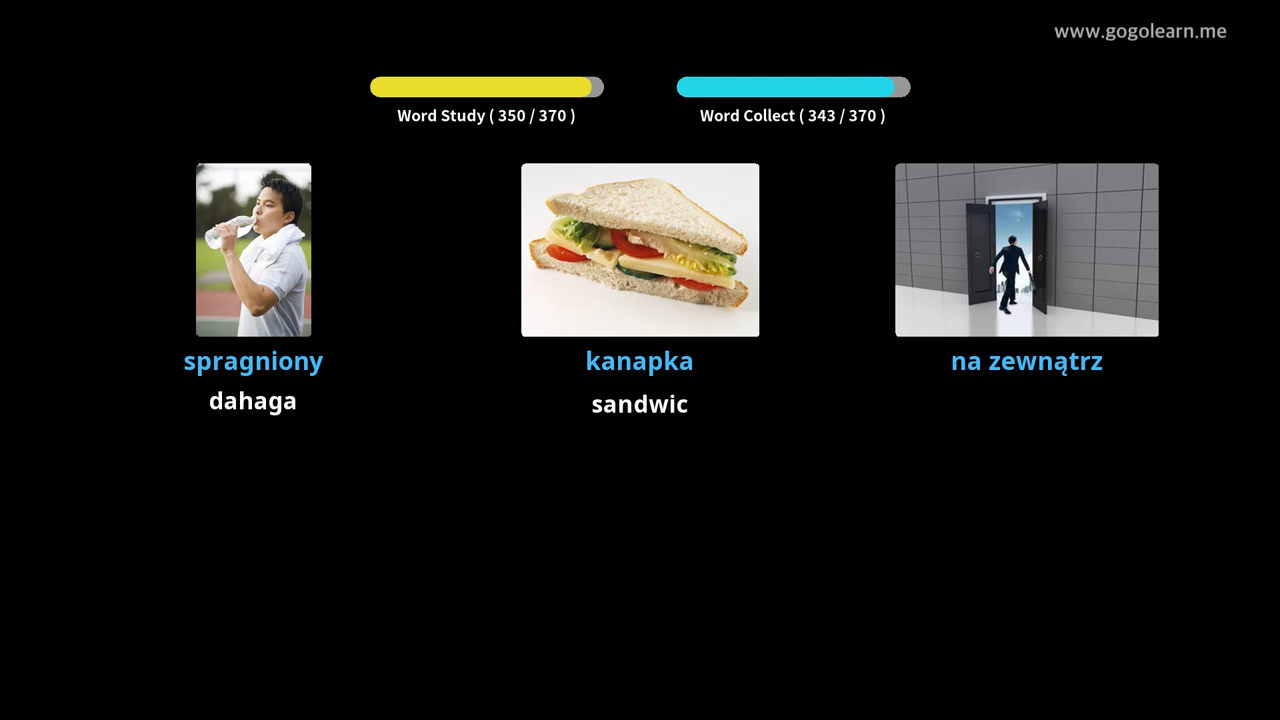 www.gogolearn.me
Word Study ( 350 / 370 )
Word Collect ( 343 / 370 )
spragniony
kanapka
na zewnątrz
dahaga
sandwic